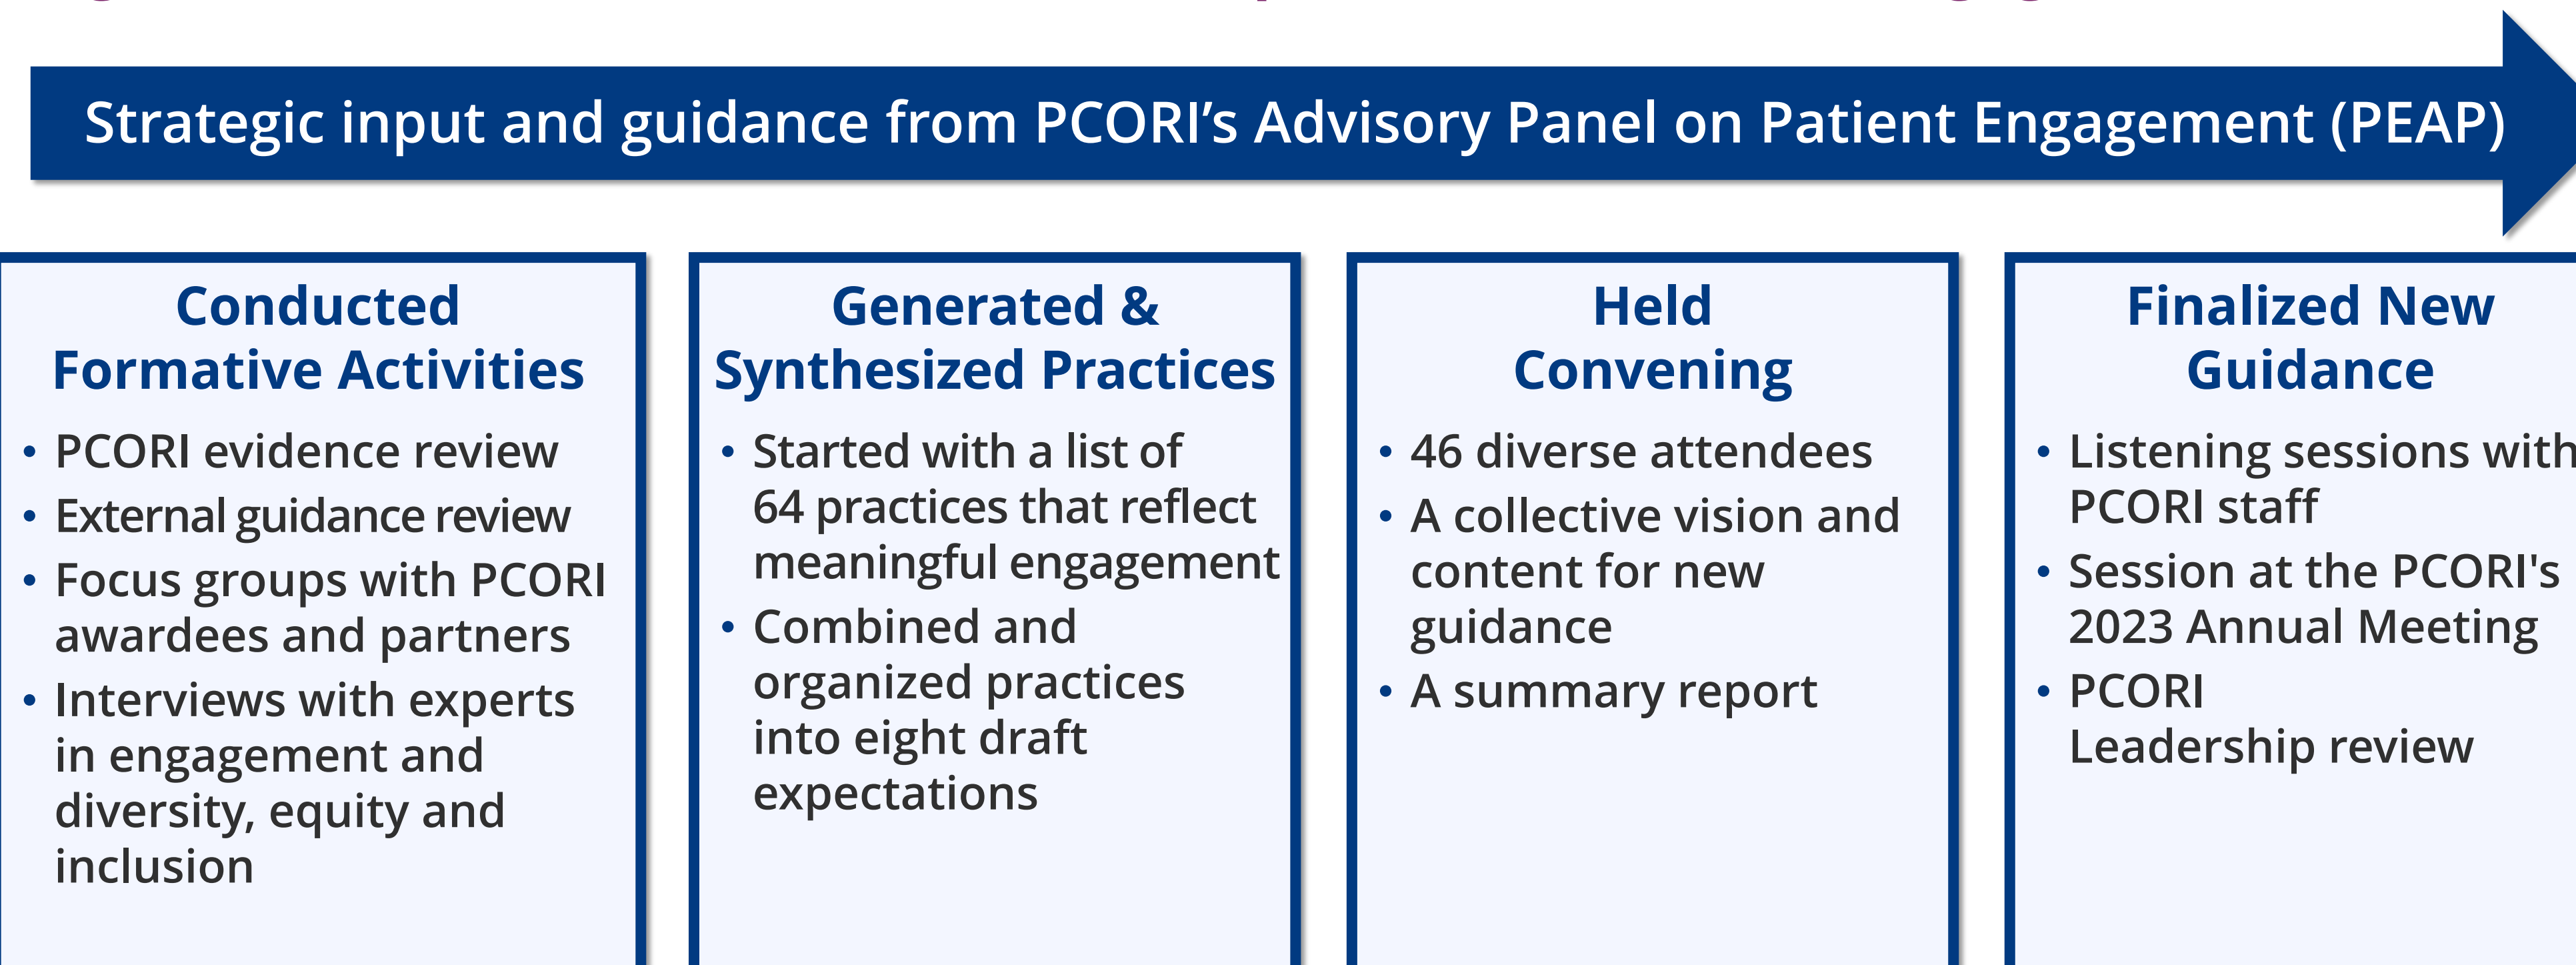 Strategic input and guidance from PCORI’s Advisory Panel on Patient Engagement (PEAP)
Conducted
Formative Activities
• PCORI evidence review
• External guidance review
• Focus groups with PCORI
awardees and partners
• Interviews with experts
in engagement and
diversity, equity and
inclusion
Generated &
Synthesized Practices
• Started with a list of
64 practices that reflect
meaningful engagement
• Combined and
organized practices
into eight draft
expectations
Held
Convening
• 46 diverse attendees
• A collective vision and
content for new
guidance
• A summary report
Finalized New
Guidance
• Listening sessions with
PCORI staff
• Session at the PCORI's
2023 Annual Meeting
• PCORI
Leadership review